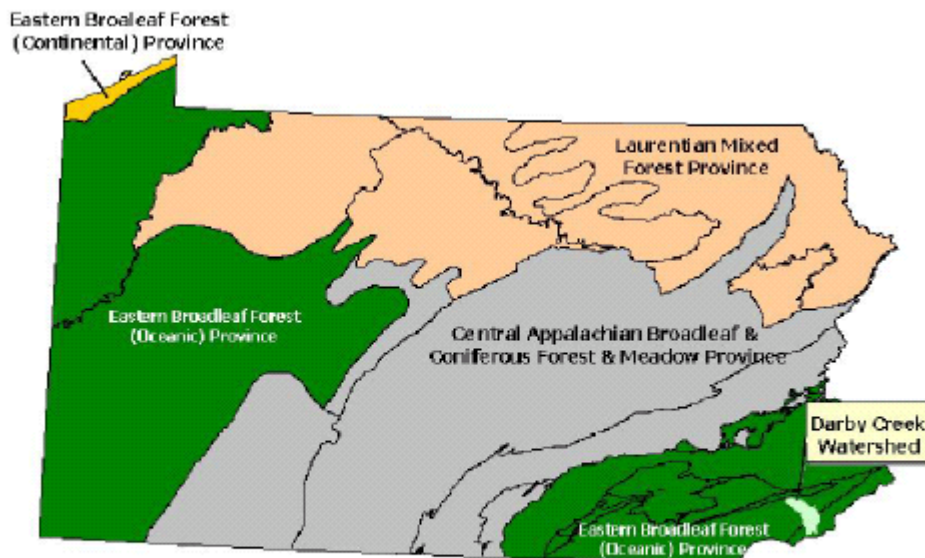 Eastern Broaleaf Forest
(Continental) Province
Laurentian Mixed
Forest Province
Eastern Broadleaf Forest
(Oceanic) Province
Central Appalachian Broadleaf &
Coniferous Forest & Meadow Province
Darby Creek
Watershed
Eastern Broadleaf Forest
(Oceanic) Province